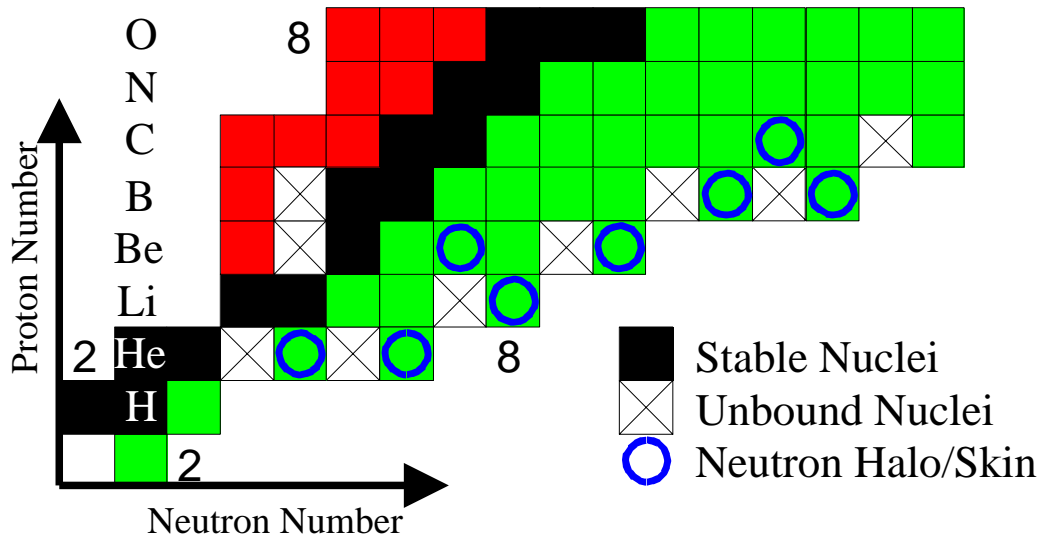 O 8
N
C
B
Be
Li
2 He
H
2
8
Proton Number
Neutron Number
Stable Nuclei
Unbound Nuclei
Neutron Halo/Skin